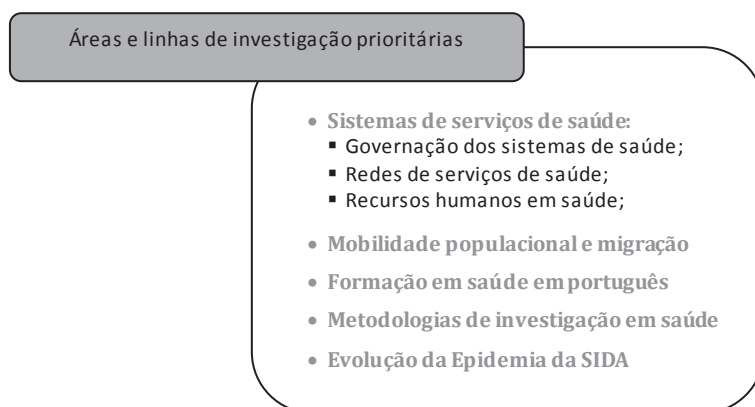 Áreas e linhas de investigação prioritárias
• Sistemas de serviços de saúde:
▪ Governação dos sistemas de saúde;
▪ Redes de serviços de saúde;
▪ Recursos humanos em saúde;
• Mobilidade populacional e migração
• Formação em saúde em português
• Metodologias de investigação em saúde
• Evolução da Epidemia da SIDA